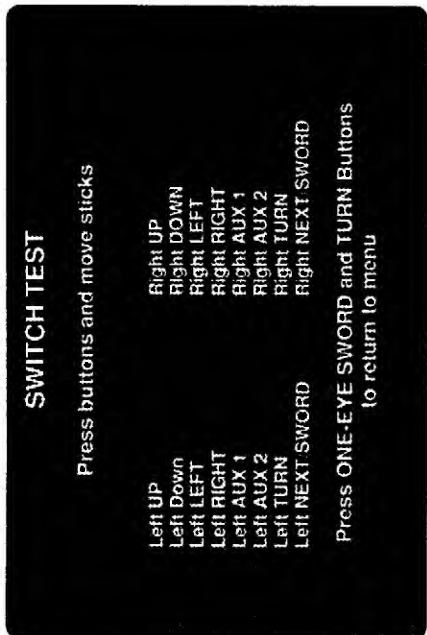 SWITCH TEST
Press buttons and move sticks
Left UP Right UP
Left Down Right DOWN
Left LEFT Right LEFT
Left RIGHT Right RIGHT
Left AUX 1 Right AUX 1
Left AUX 2 Right AUX 2
Left TURN Right TURN
Left NEXT SWORD Right NEXT SWORD
Press ONE-EYE SWORD and TURN Buttons
to return to menu